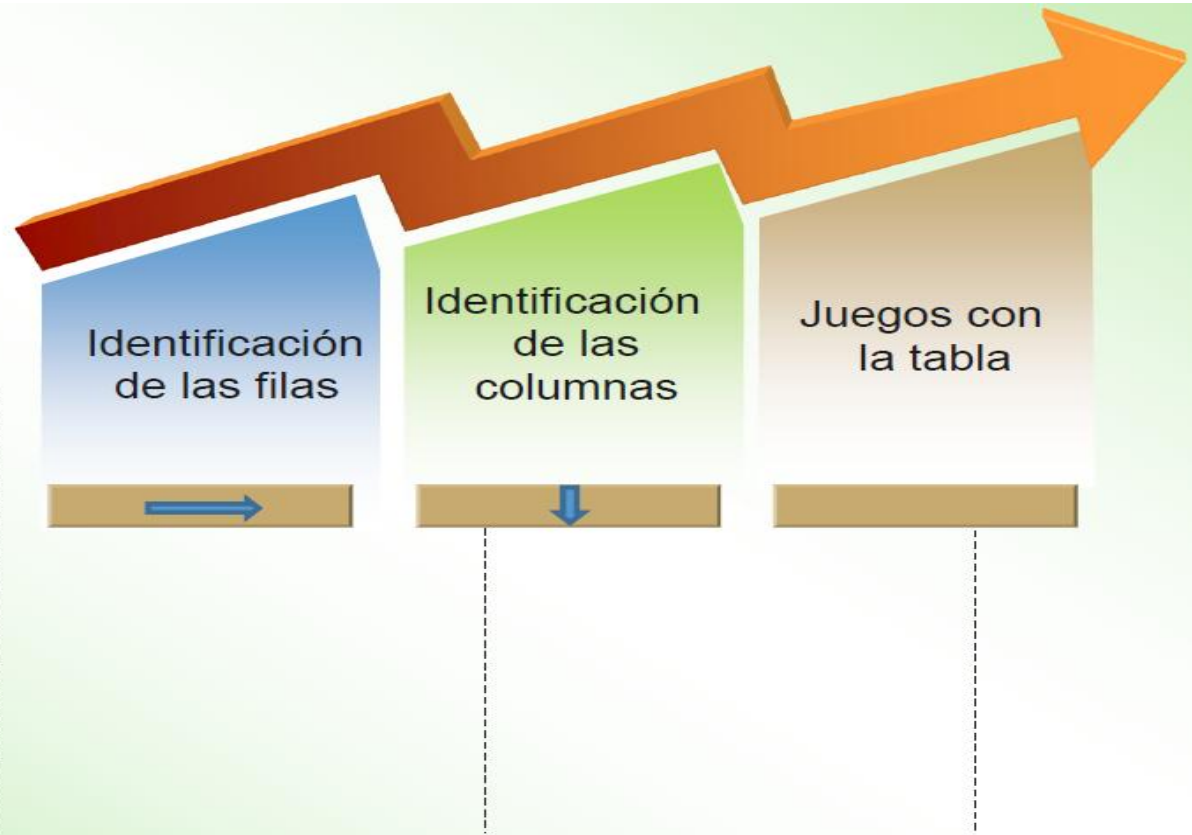 Identificación
de las filas
Identificación
de las
columnas
Juegos con
la tabla